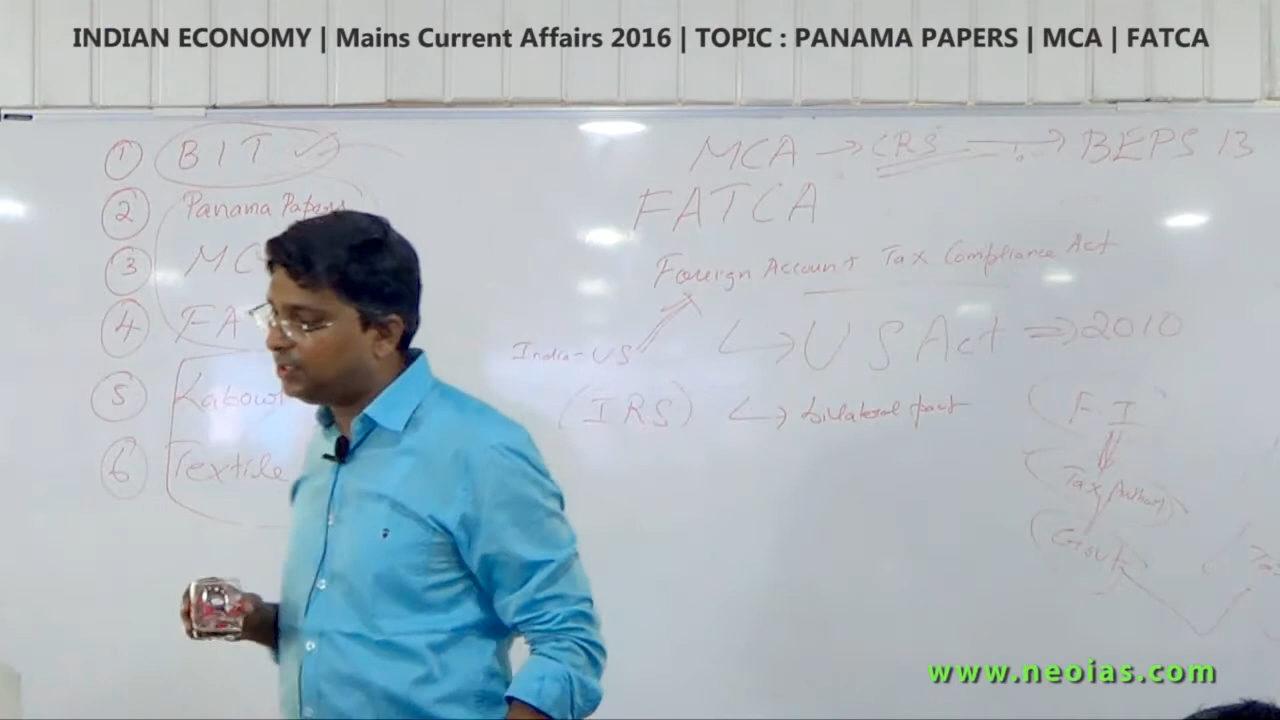 INDIAN ECONOMY | Mains Current Affairs 2016 | TOPIC : PANAMA PAPERS | MCA | FATCA
1 BIT
2 Panama Papers
3 MC
4 FA
5
6 Textile
MCA → CRS → BEPS 13
FATCA
Foreign Account Tax Compliance Act
India-US
US Act ⇒ 2010
(IRS)
bilateral pact
F.I
Tax
Govt
www.neoias.com